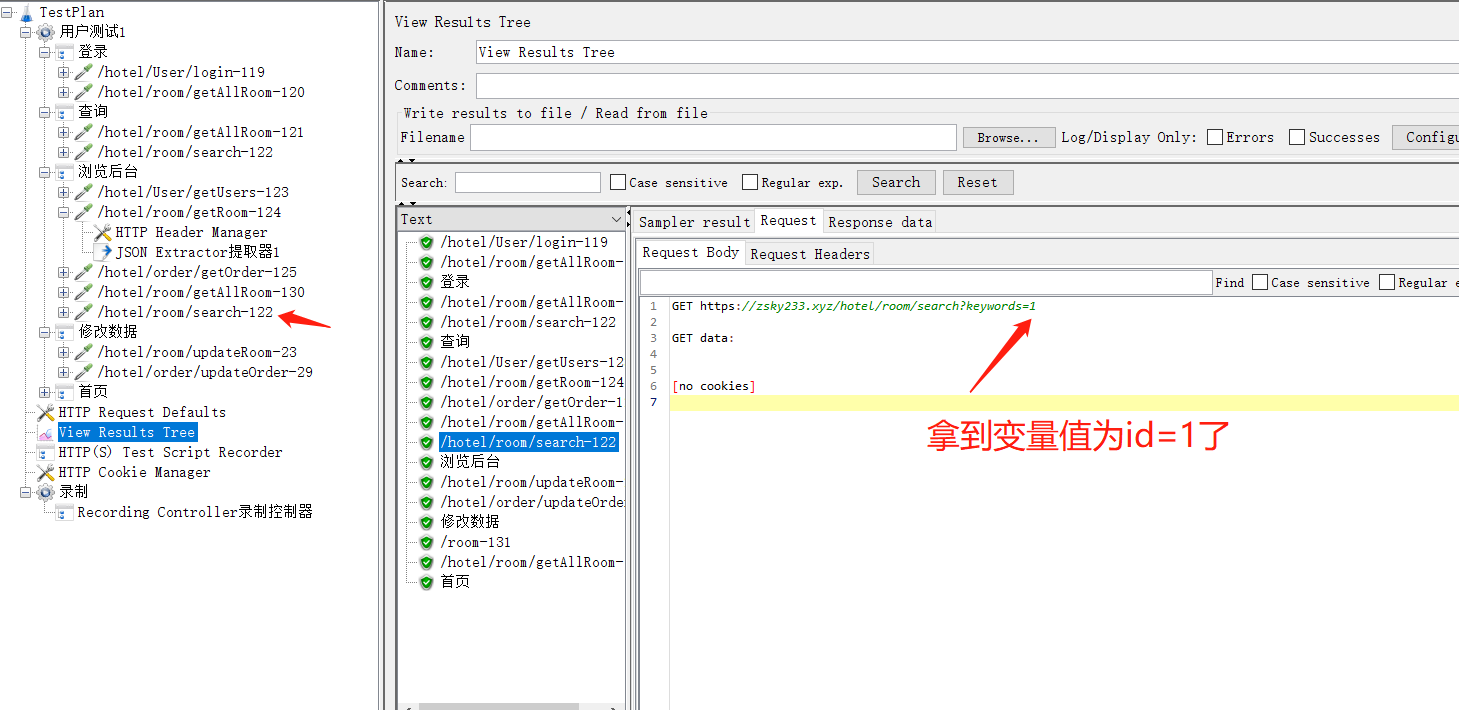 TestPlan
用户测试1
登录
/hotel/User/login-119
/hotel/room/getAllRoom-120
查询
/hotel/room/getAllRoom-121
/hotel/room/search-122
浏览后台
/hotel/User/getUsers-123
/hotel/room/getRoom-124
HTTP Header Manager
JSON Extractor提取器1
/hotel/order/getOrder-125
/hotel/room/getAllRoom-130
/hotel/room/search-122
修改数据
/hotel/room/updateRoom-23
/hotel/order/updateOrder-29
首页
HTTP Request Defaults
View Results Tree
HTTP(S) Test Script Recorder
HTTP Cookie Manager
录制
Recording Controller录制控制器
View Results Tree
Name: View Results Tree
Comments:
Write results to file / Read from file
Filename Browse... Log/Display Only: Errors Successes Configu
Search: Case sensitive Regular exp. Search Reset
Text
/hotel/User/login-119
/hotel/room/getAllRoom-
登录
/hotel/room/getAllRoom-
/hotel/room/search-122
查询
/hotel/User/getUsers-12
/hotel/room/getRoom-124
/hotel/order/getOrder-1
/hotel/room/getAllRoom-
/hotel/room/search-122
浏览后台
/hotel/room/updateRoom-
/hotel/order/updateOrde
修改数据
/room-131
/hotel/room/getAllRoom-
首页
Sampler result Request Response data
Request Body Request Headers
Find Case sensitive Regular e
1 GET https://zsky233.xyz/hotel/room/search?keywords=1
2
3 GET data:
4
5
6 [no cookies]
7
拿到变量值为id=1了